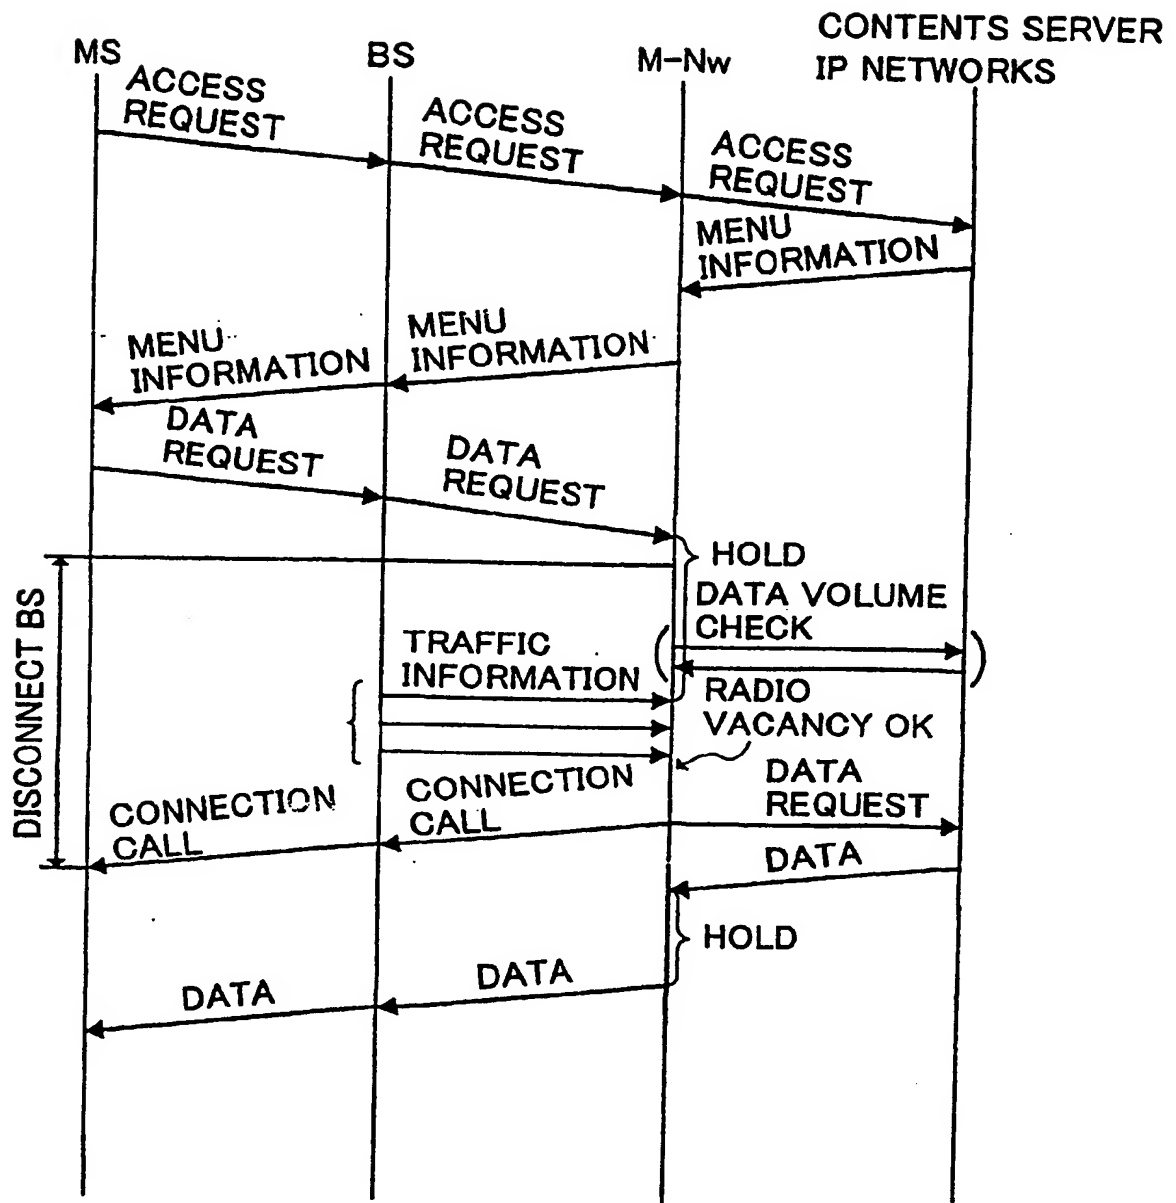 CONTENTS SERVER
IP NETWORKS
MS
BS
M-Nw
ACCESS
REQUEST
ACCESS
REQUEST
ACCESS
REQUEST
MENU
INFORMATION
MENU
INFORMATION
MENU
INFORMATION
DATA
REQUEST
DATA
REQUEST
HOLD
DATA VOLUME
CHECK
DISCONNECT BS
TRAFFIC
INFORMATION
RADIO
VACANCY OK
DATA
REQUEST
CONNECTION
CALL
CONNECTION
CALL
DATA
HOLD
DATA
DATA